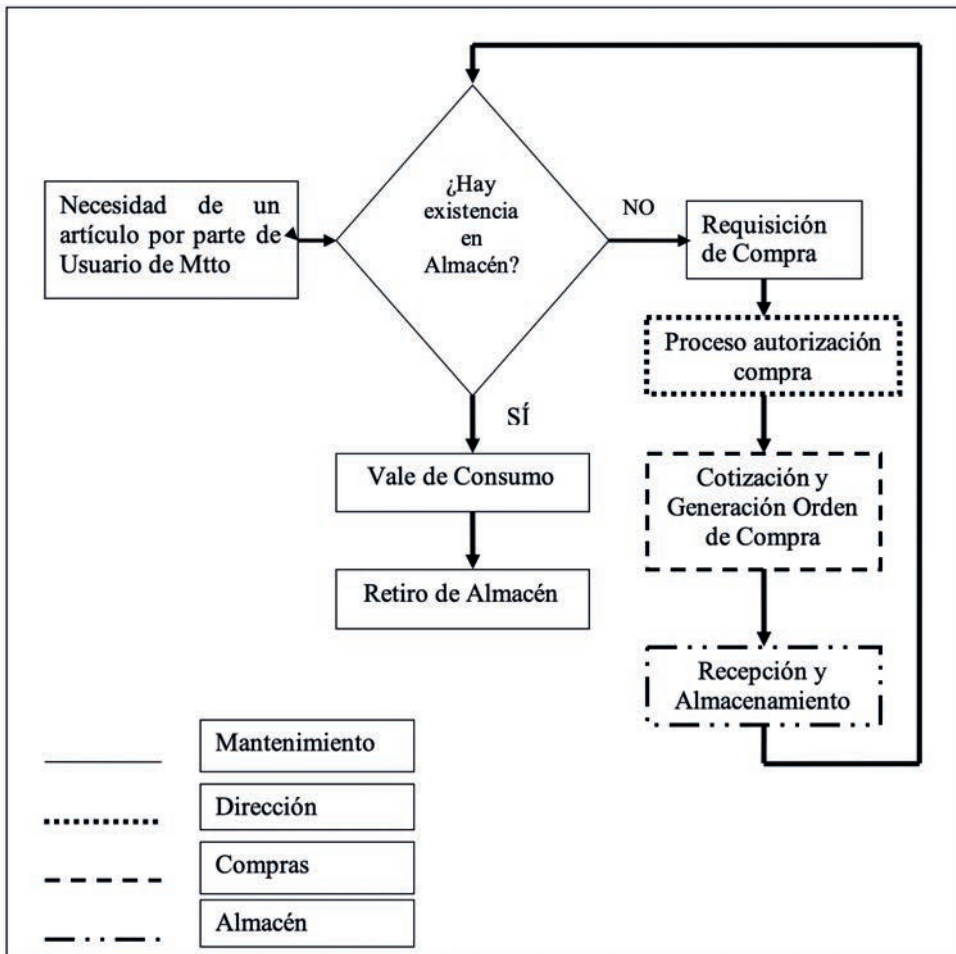 Necesidad de un
artículo por parte de
Usuario de Mtto
¿Hay
existencia
en
Almacén?
NO
Requisición
de Compra
Proceso autorización
compra
Cotización y
Generación Orden
de Compra
Recepción y
Almacenamiento
SÍ
Vale de Consumo
Retiro de Almacén
Mantenimiento
Dirección
Compras
Almacén